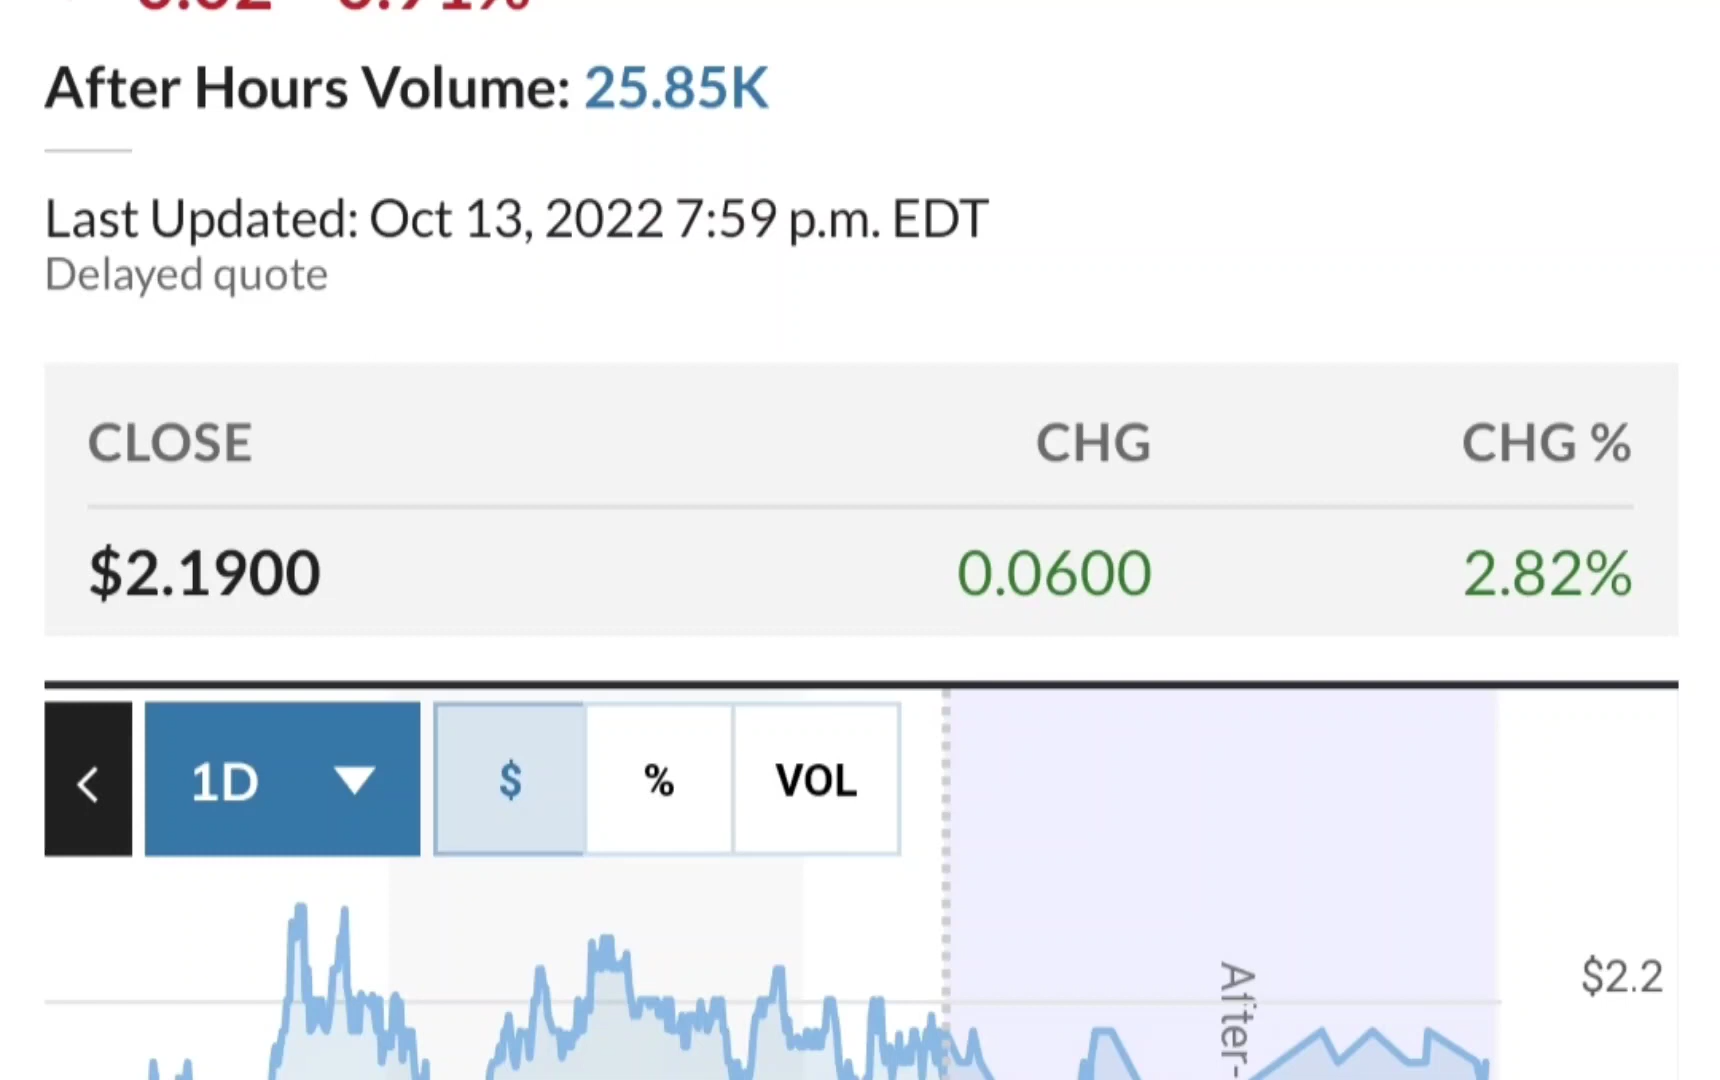 After Hours Volume: 25.85K
Last Updated: Oct 13, 2022 7:59 p.m. EDT
Delayed quote
CLOSE CHG CHG %
$2.1900 0.0600 2.82%
1D $ % VOL
$2.2
After-